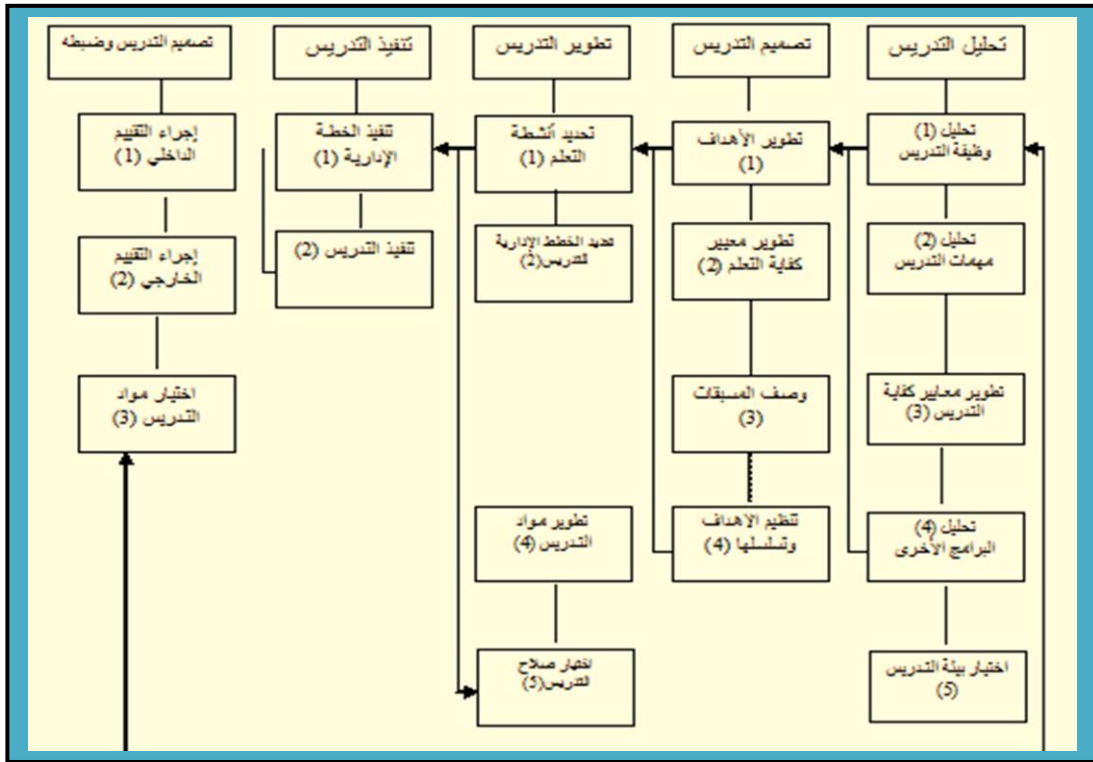 تحليل التدريس
تحليل (1)
وظيفة التدريس
تحليل (2)
مهمات التدريس
تطوير معايير كفاية
التدريس (3)
تحليل (4)
البرامج الأخرى
اختيار بيئة التدريس
(5)
تصميم التدريس
تطوير الأهداف
(1)
تطوير معيير
كفاية التعلم (2)
وصف المسبقات
(3)
تنظيم الأهداف
وتسلسلها (4)
تطوير التدريس
تحديد أنشطة
التعلم (1)
تحديد الخطط الإدارية
التدريس(2)
تطوير مواد
التدريس (4)
اختبار صلاح
التدريس(5)
تنفيذ التدريس
تنفيذ الخطة
الإدارية (1)
تنفيذ التدريس (2)
تصميم التدريس وضبطه
إجراء التقييم
الداخلي (1)
إجراء التقييم
الخارجي (2)
اختيار مواد
التدريس (3)